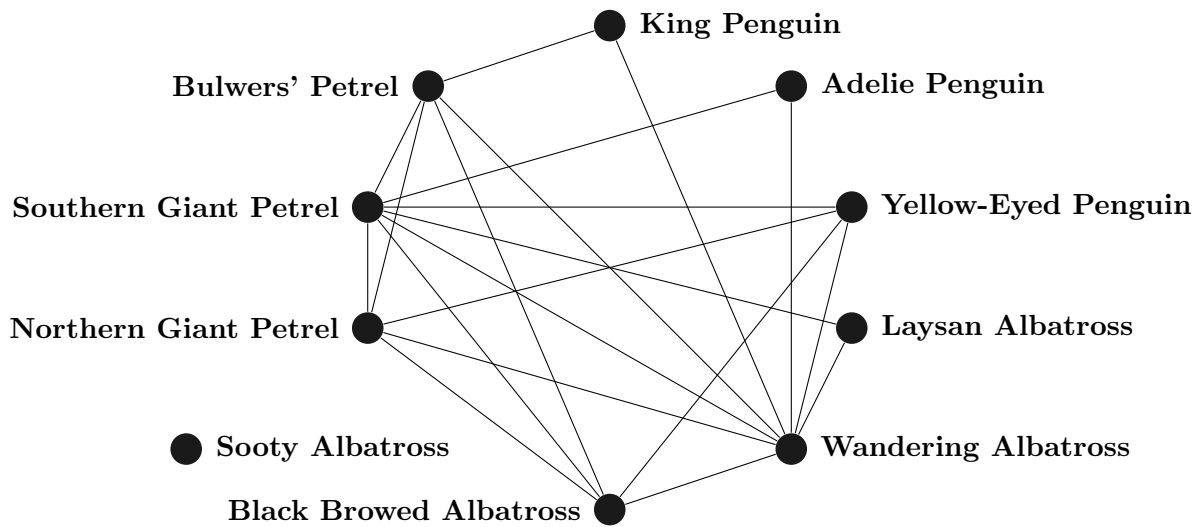 King Penguin
Bulwers' Petrel
Adelie Penguin
Southern Giant Petrel
Yellow-Eyed Penguin
Northern Giant Petrel
Laysan Albatross
Sooty Albatross
Wandering Albatross
Black Browed Albatross